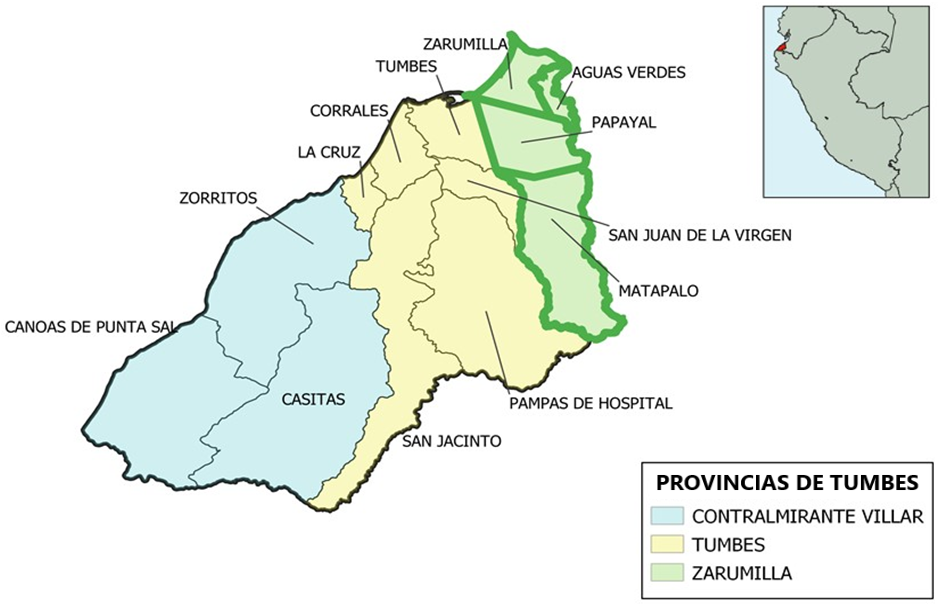 ZARUMILLA
TUMBES
AGUAS VERDES
CORRALES
PAPAYAL
LA CRUZ
ZORRITOS
SAN JUAN DE LA VIRGEN
MATAPALO
CANOAS DE PUNTA SAL
CASITAS
PAMPAS DE HOSPITAL
SAN JACINTO
PROVINCIAS DE TUMBES
CONTRALMIRANTE VILLAR
TUMBES
ZARUMILLA